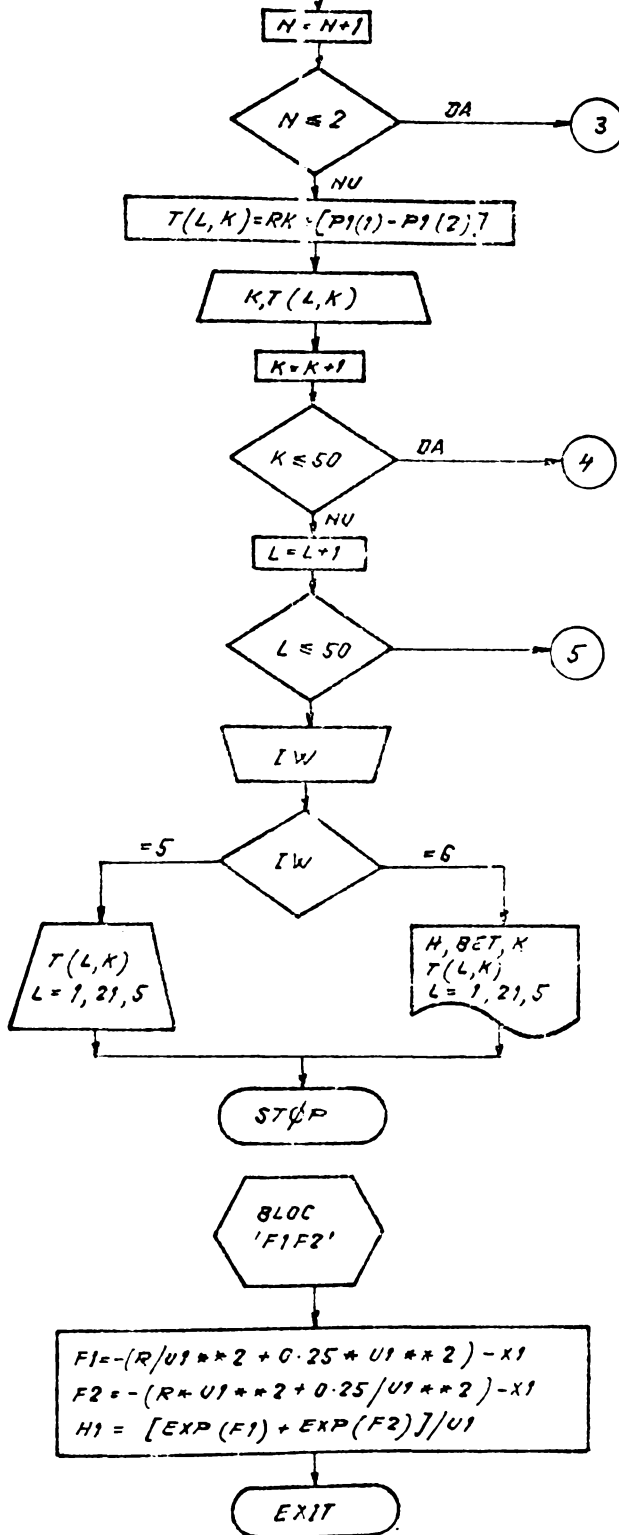 N = N+1
N ≤ 2
DA
3
NU
T(L,K)=RK·[P1(1)-P1(2)]
K,T(L,K)
K = K+1
K ≤ 50
DA
4
NU
L = L+1
L ≤ 50
5
IW
=5
IW
=6
T(L,K)
L = 1, 21, 5
H, BET, K
T(L,K)
L = 1, 21, 5
STØP
BLOC
'F1F2'
F1=-(R/U1**2 + 0.25*U1**2)-X1
F2=-(R*U1**2+0.25/U1**2)-X1
H1 = [EXP(F1)+EXP(F2)]/U1
EXIT